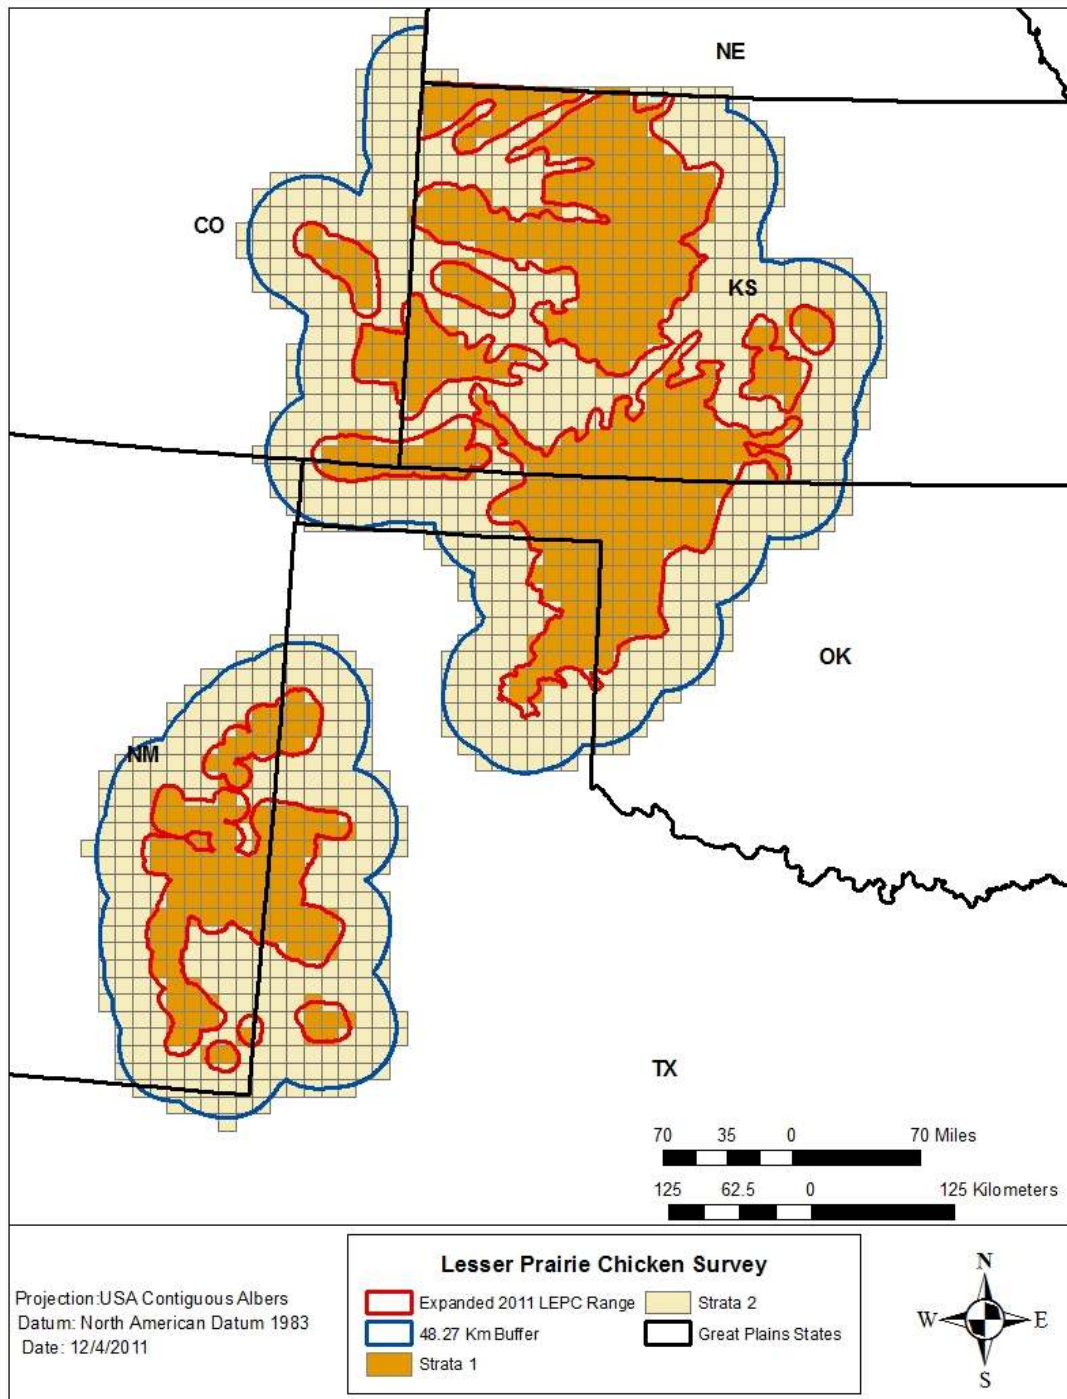 NE
CO
KS
OK
NM
TX
70 35 0 70 Miles
125 62.5 0 125 Kilometers
Lesser Prairie Chicken Survey
Expanded 2011 LEPC Range
Strata 2
48.27 Km Buffer
Great Plains States
Strata 1
Projection:USA Contiguous Albers
Datum: North American Datum 1983
Date: 12/4/2011
N
W E
S